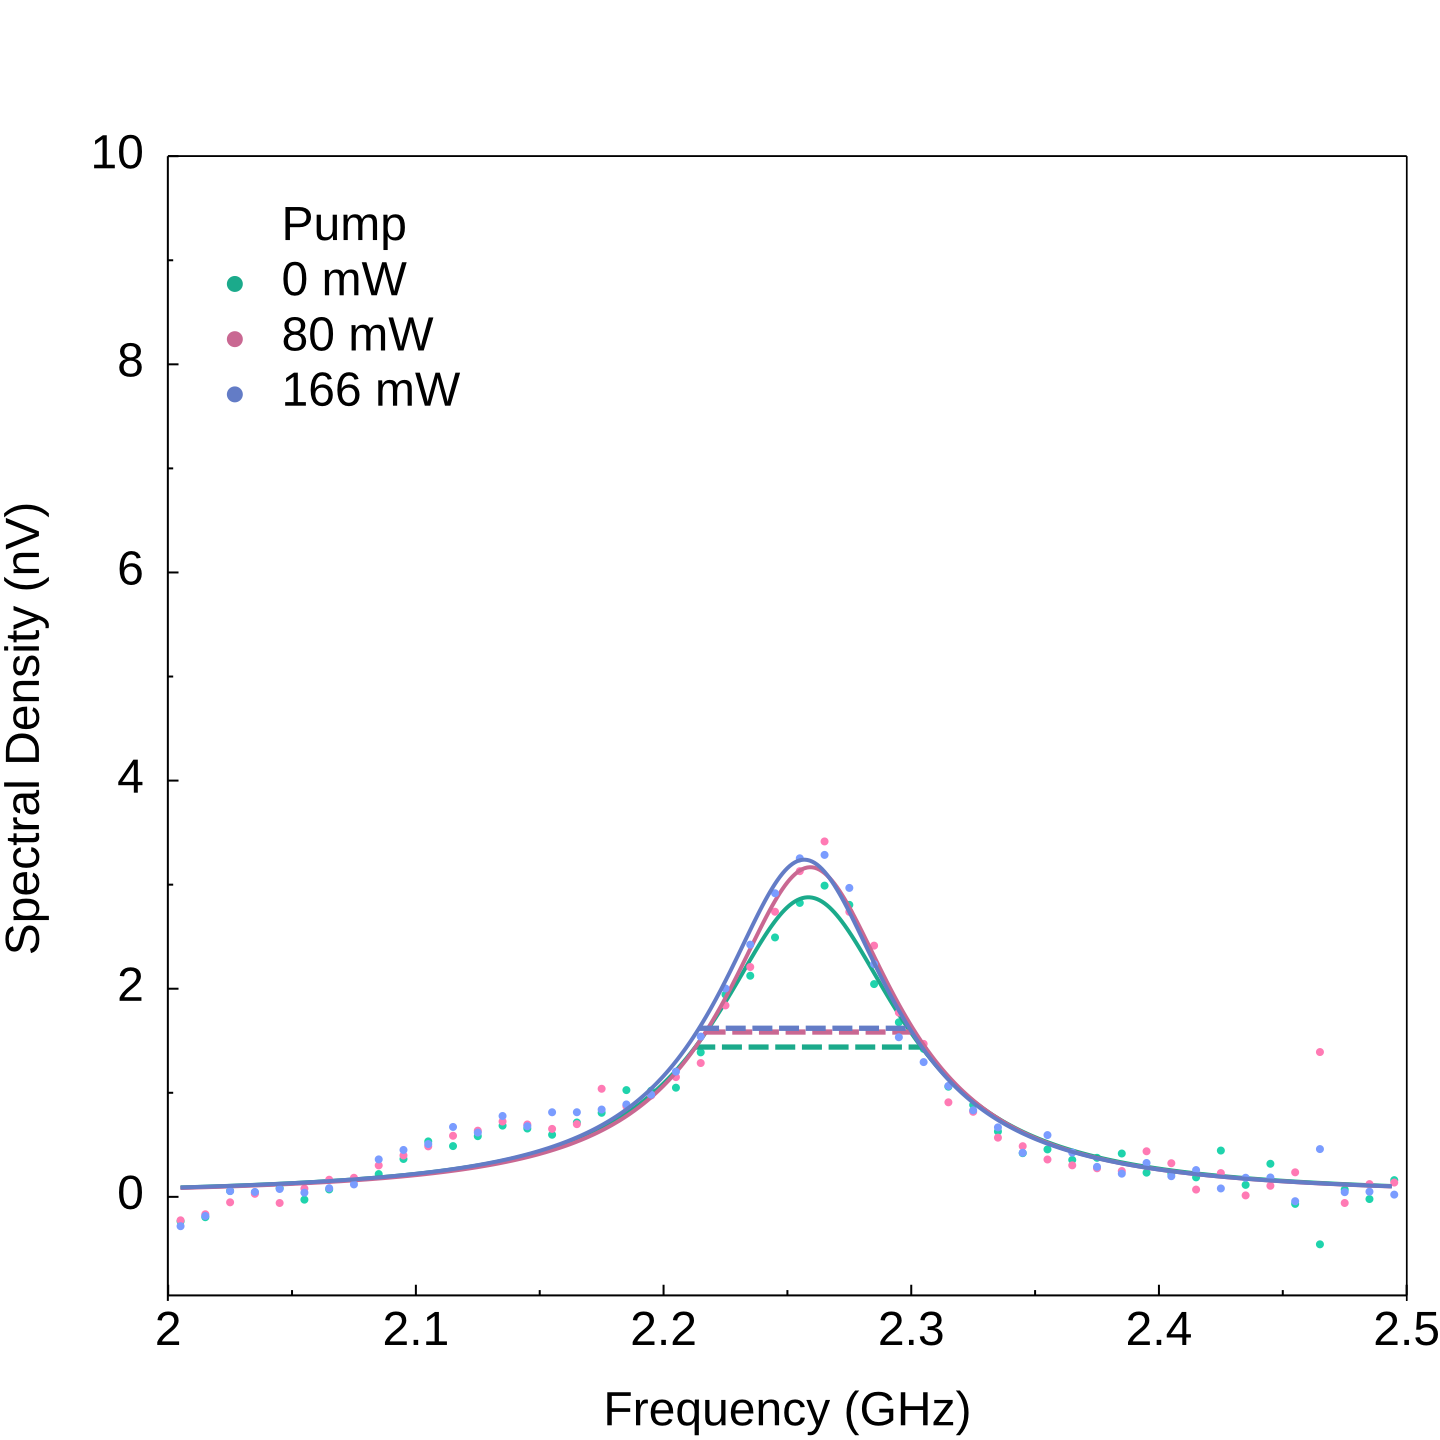 10
8
6
4
2
0
Spectral Density (nV)
Pump
0 mW
80 mW
166 mW
2 2.1 2.2 2.3 2.4 2.5
Frequency (GHz)